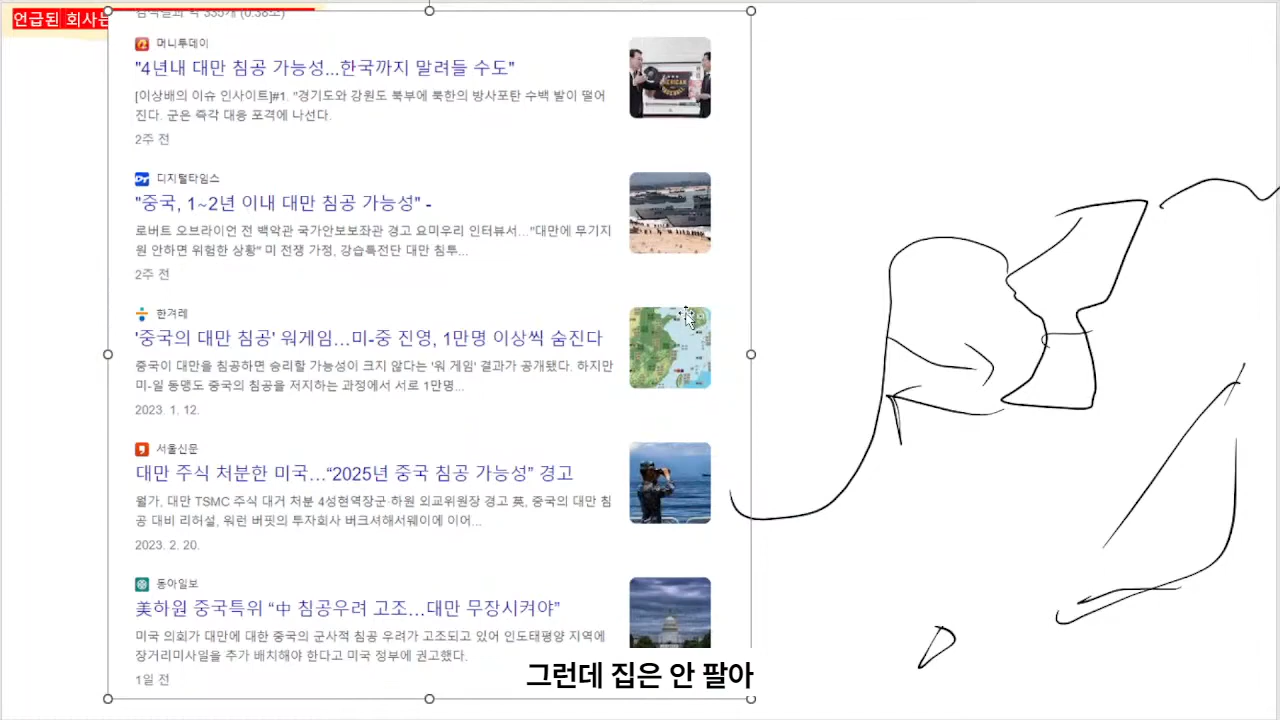 언급된 회사는
검색결과 약 335개 (0.38초)
머니투데이
"4년내 대만 침공 가능성...한국까지 말려들 수도"
[이상배의 이슈 인사이트]#1. "경기도와 강원도 북부에 북한의 방사포탄 수백 발이 떨어
진다. 군은 즉각 대응 포격에 나선다.
2주 전
디지털타임스
"중국, 1~2년 이내 대만 침공 가능성" -
로버트 오브라이언 전 백악관 국가안보보좌관 경고 요미우리 인터뷰서..."대만에 무기지
원 안하면 위험한 상황" 미 전쟁 가정, 강습특전단 대만 침투...
2주 전
한겨레
'중국의 대만 침공' 워게임…미-중 진영, 1만명 이상씩 숨진다
중국이 대만을 침공하면 승리할 가능성이 크지 않다는 '워 게임' 결과가 공개됐다. 하지만
미-일 동맹도 중국의 침공을 저지하는 과정에서 서로 1만명...
2023. 1. 12.
서울신문
대만 주식 처분한 미국…“2025년 중국 침공 가능성” 경고
월가, 대만 TSMC 주식 대거 처분 4성현역장군·하원 외교위원장 경고 英, 중국의 대만 침
공 대비 리허설, 워런 버핏의 투자회사 버크셔해서웨이에 이어...
2023. 2. 20.
동아일보
美하원 중국특위 “中 침공우려 고조…대만 무장시켜야”
미국 의회가 대만에 대한 중국의 군사적 침공 우려가 고조되고 있어 인도태평양 지역에
장거리미사일을 추가 배치해야 한다고 미국 정부에 권고했다.
1일 전
그런데 집은 안 팔아